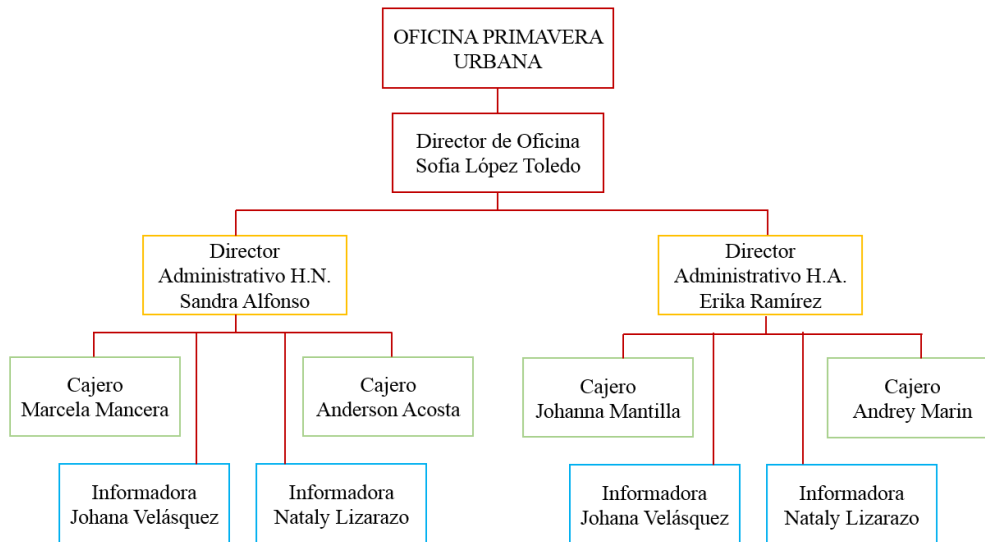 OFICINA PRIMAVERA
URBANA
Director de Oficina
Sofia López Toledo
Director
Administrativo H.N.
Sandra Alfonso
Director
Administrativo H.A.
Erika Ramírez
Cajero
Marcela Mancera
Cajero
Anderson Acosta
Cajero
Johanna Mantilla
Cajero
Andrey Marin
Informadora
Johana Velásquez
Informadora
Nataly Lizarazo
Informadora
Johana Velásquez
Informadora
Nataly Lizarazo